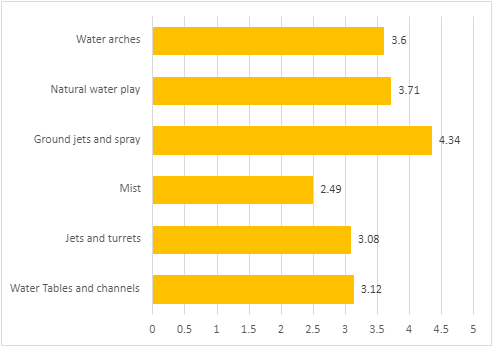 Water arches 3.6
Natural water play 3.71
Ground jets and spray 4.34
Mist 2.49
Jets and turrets 3.08
Water Tables and channels 3.12
0 0.5 1 1.5 2 2.5 3 3.5 4 4.5 5